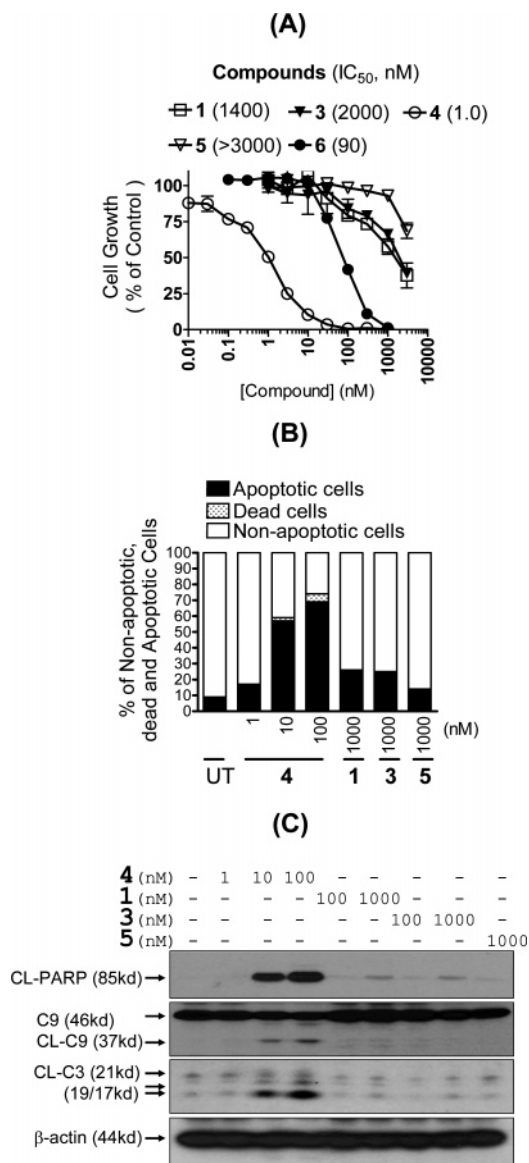 (A)
Compounds (IC50, nM)
1 (1400) 3 (2000) 4 (1.0)
5 (>3000) 6 (90)
Cell Growth
( % of Control)
100
75
50
25
0
0.01 0.1 1 10 100 1000 10000
[Compound] (nM)
(B)
Apoptotic cells
Dead cells
Non-apoptotic cells
% of Non-apoptotic,
dead and Apoptotic Cells
100
90
80
70
60
50
40
30
20
10
0
1 10 100 1000 1000 1000 (nM)
UT 4 1 3 5
(C)
4 (nM) – 1 10 100 – – – – –
1 (nM) – – – – 100 1000 – – –
3 (nM) – – – – – – 100 1000 –
5 (nM) – – – – – – – – 1000
CL-PARP (85kd)
C9 (46kd)
CL-C9 (37kd)
CL-C3 (21kd)
(19/17kd)
β-actin (44kd)